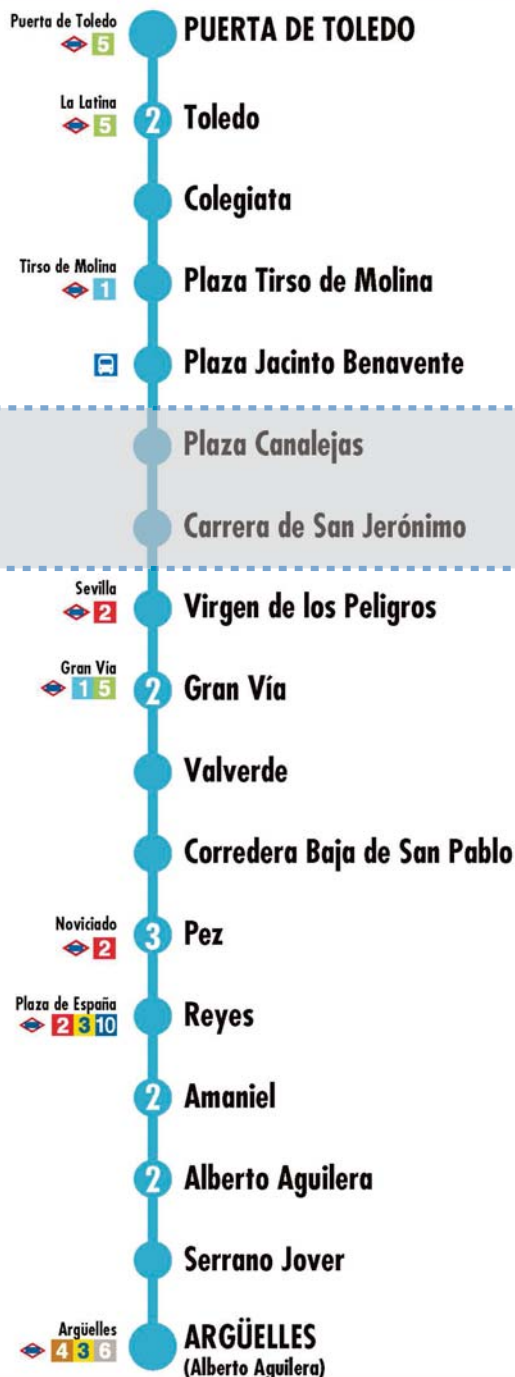 Puerta de Toledo
5
PUERTA DE TOLEDO
La Latina
5
2
Toledo
Colegiata
Tirso de Molina
1
Plaza Tirso de Molina
Plaza Jacinto Benavente
Plaza Canalejas
Carrera de San Jerónimo
Sevilla
2
Virgen de los Peligros
Gran Vía
1 5
2
Gran Vía
Valverde
Corredera Baja de San Pablo
Noviciado
2
3
Pez
Plaza de España
2 3 10
Reyes
2
Amaniel
2
Alberto Aguilera
Serrano Jover
Argüelles
4 3 6
ARGÜELLES
(Alberto Aguilera)